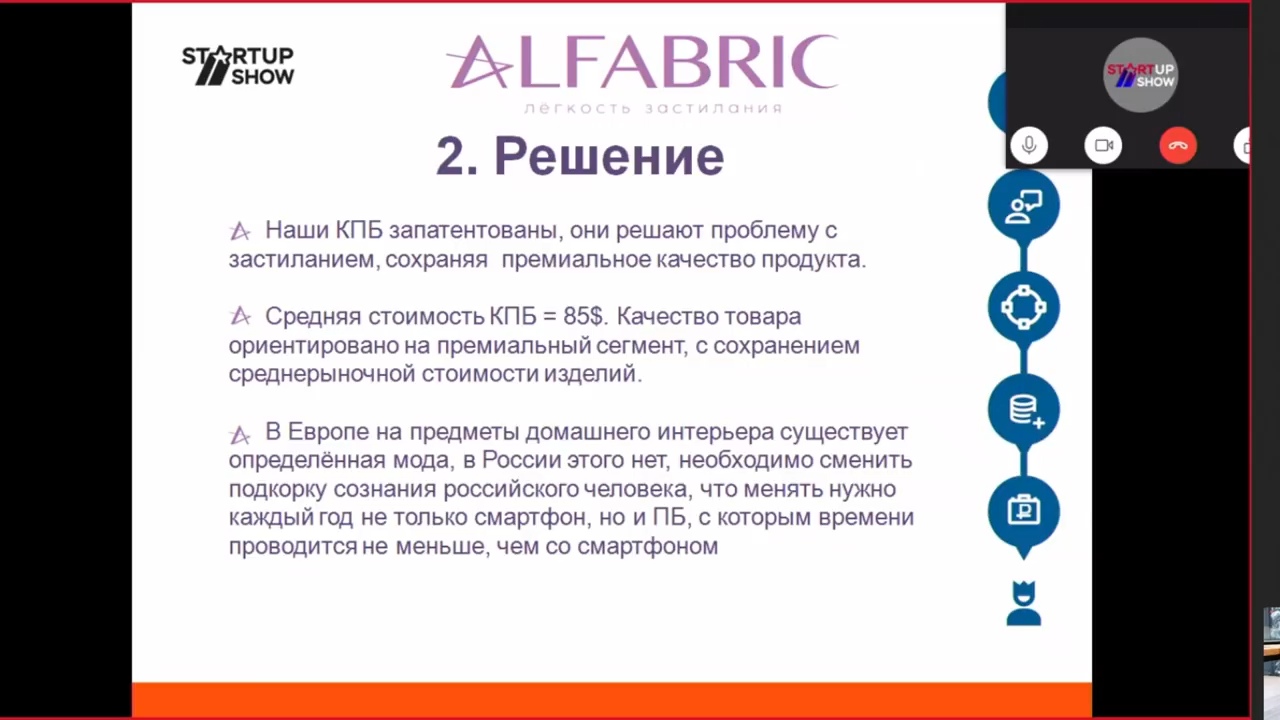 STARTUP
SHOW
ALFABRIC
лёгкость застилания
STARTUP
SHOW
2. Решение
Наши КПБ запатентованы, они решают проблему с
застиланием, сохраняя премиальное качество продукта.
Средняя стоимость КПБ = 85$. Качество товара
ориентировано на премиальный сегмент, с сохранением
среднерыночной стоимости изделий.
В Европе на предметы домашнего интерьера существует
определённая мода, в России этого нет, необходимо сменить
подкорку сознания российского человека, что менять нужно
каждый год не только смартфон, но и ПБ, с которым времени
проводится не меньше, чем со смартфоном